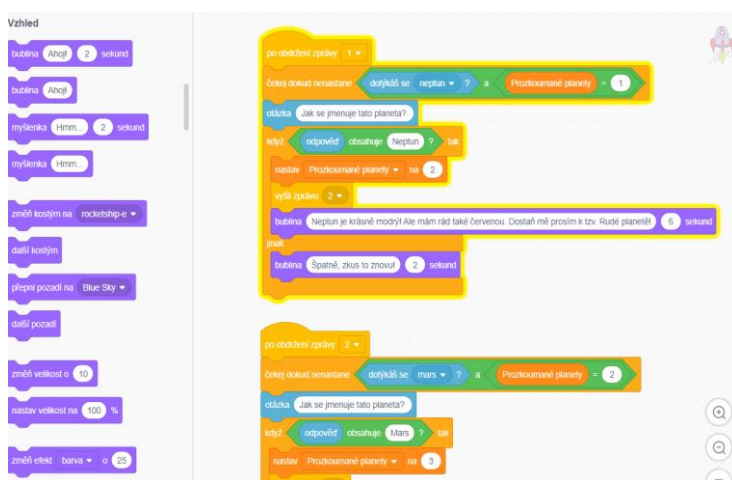 Vzhled
bublina Ahoj! 2 sekund
bublina Ahoj!
myšlenka Hmm... 2 sekund
myšlenka Hmm...
změň kostým na rocketship-e
další kostým
přepni pozadí na Blue Sky
další pozadí
změň velikost o 10
nastav velikost na 100 %
změň efekt barva o 25
po obdržení zprávy 1
čekej dokud nenastane dotýkáš se neptun ? a Prozkoumané planety = 1
otázka Jak se jmenuje tato planeta?
když odpověď obsahuje Neptun ? tak
nastav Prozkoumané planety na 2
vyšli zprávu 2
bublina Neptun je krásně modrý! Ale mám rád také červenou. Dostaň mě prosím k tzv. Rudé planetě! 6 sekund
jinak
bublina Špatně, zkus to znovu! 2 sekund
po obdržení zprávy 2
čekej dokud nenastane dotýkáš se mars ? a Prozkoumané planety = 2
otázka Jak se jmenuje tato planeta?
když odpověď obsahuje Mars ? tak
nastav Prozkoumané planety na 3